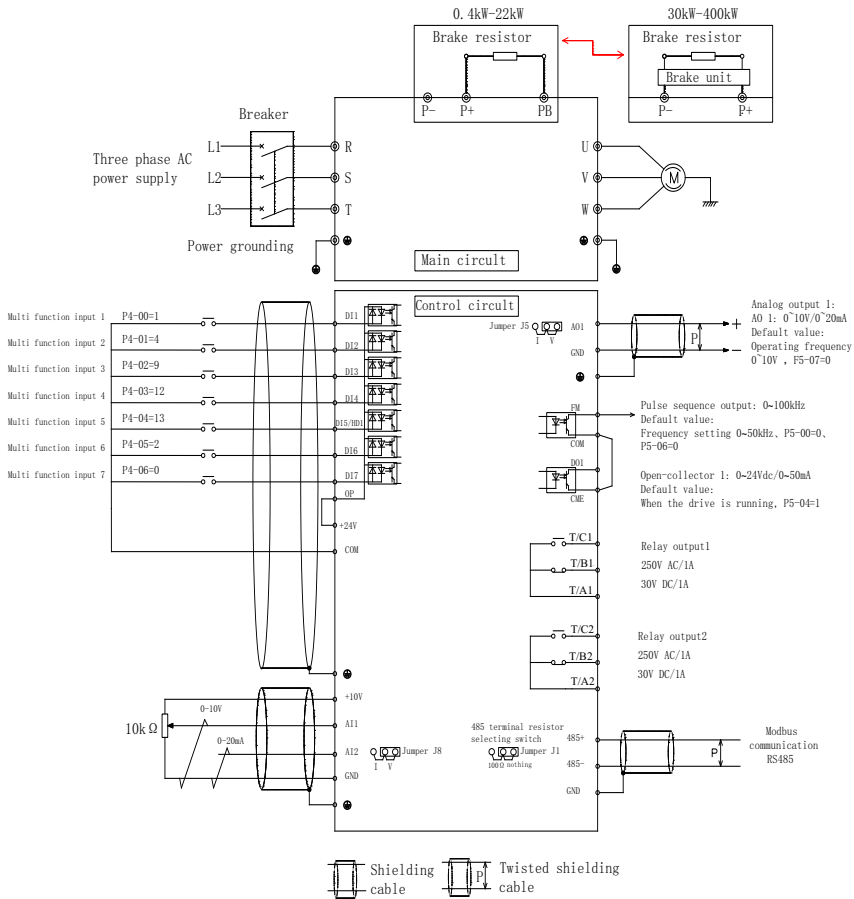 0.4kW-22kW
30kW-400kW
Brake resistor
Brake resistor
Brake unit
P-
P+
PB
P-
P+
Breaker
Three phase AC
power supply
L1
L2
L3
R
S
T
U
V
W
M
Power grounding
Main circuit
Control circuit
Multi function input 1
P4-00=1
DI1
Multi function input 2
P4-01=4
DI2
Multi function input 3
P4-02=9
DI3
Multi function input 4
P4-03=12
DI4
Multi function input 5
P4-04=13
DI5/HDI
Multi function input 6
P4-05=2
DI6
Multi function input 7
P4-06=0
DI7
OP
+24V
COM
Jumper J5
I V
AO1
GND
P
+
-
Analog output 1:
AO 1: 0~10V/0~20mA
Default value:
Operating frequency
0~10V , F5-07=0
FM
COM
Pulse sequence output: 0~100kHz
Default value:
Frequency setting 0~50kHz、P5-00=0、
P5-06=0
DO1
CME
Open-collector 1: 0~24Vdc/0~50mA
Default value:
When the drive is running, P5-04=1
T/C1
T/B1
T/A1
Relay output1
250V AC/1A
30V DC/1A
T/C2
T/B2
T/A2
Relay output2
250V AC/1A
30V DC/1A
10kΩ
0-10V
0-20mA
+10V
AI1
AI2
GND
Jumper J8
I V
485 terminal resistor
selecting switch
Jumper J1
100Ω nothing
485+
485-
GND
P
Modbus
communication
RS485
Shielding
cable
P
Twisted shielding
cable